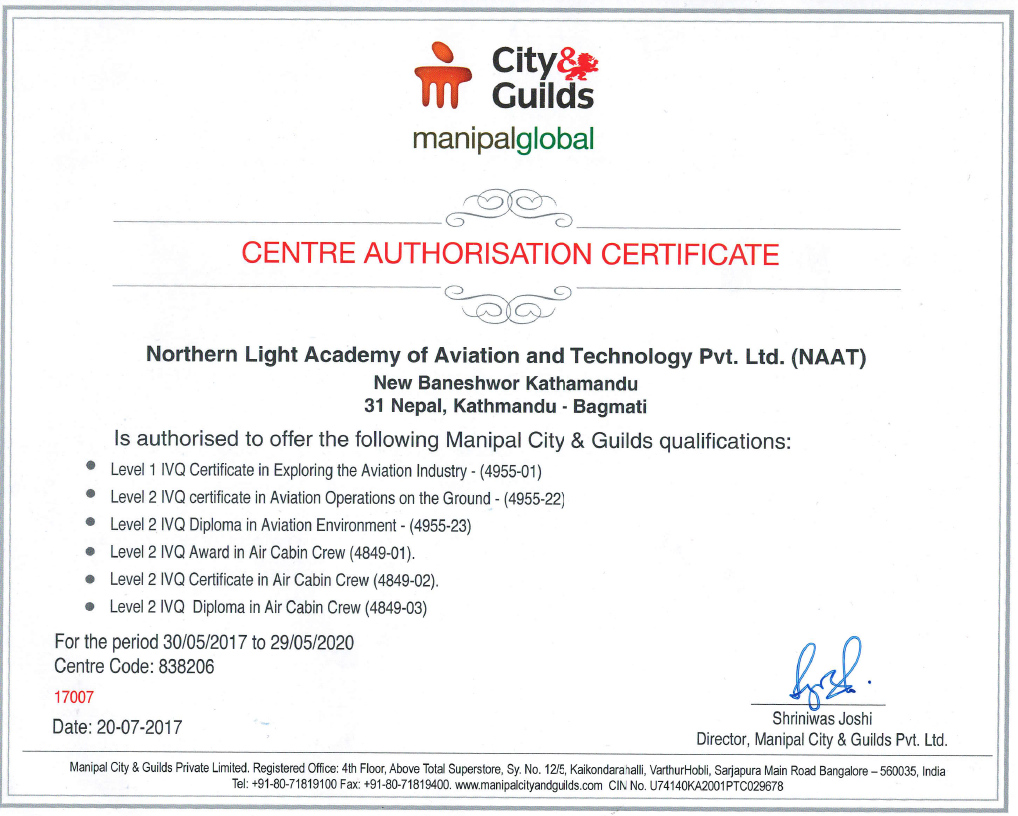 City&
Guilds
manipalglobal
CENTRE AUTHORISATION CERTIFICATE
Northern Light Academy of Aviation and Technology Pvt. Ltd. (NAAT)
New Baneshwor Kathamandu
31 Nepal, Kathmandu - Bagmati
Is authorised to offer the following Manipal City & Guilds qualifications:
Level 1 IVQ Certificate in Exploring the Aviation Industry - (4955-01)
Level 2 IVQ certificate in Aviation Operations on the Ground - (4955-22)
Level 2 IVQ Diploma in Aviation Environment - (4955-23)
Level 2 IVQ Award in Air Cabin Crew (4849-01).
Level 2 IVQ Certificate in Air Cabin Crew (4849-02).
Level 2 IVQ Diploma in Air Cabin Crew (4849-03)
For the period 30/05/2017 to 29/05/2020
Centre Code: 838206
17007
Date: 20-07-2017
Shriniwas Joshi
Director, Manipal City & Guilds Pvt. Ltd.
Manipal City & Guilds Private Limited. Registered Office: 4th Floor, Above Total Superstore, Sy. No. 12/5, Kaikondarahalli, VarthurHobli, Sarjapura Main Road Bangalore – 560035, India
Tel: +91-80-71819100 Fax: +91-80-71819400. www.manipalcityandguilds.com CIN No. U74140KA2001PTC029678